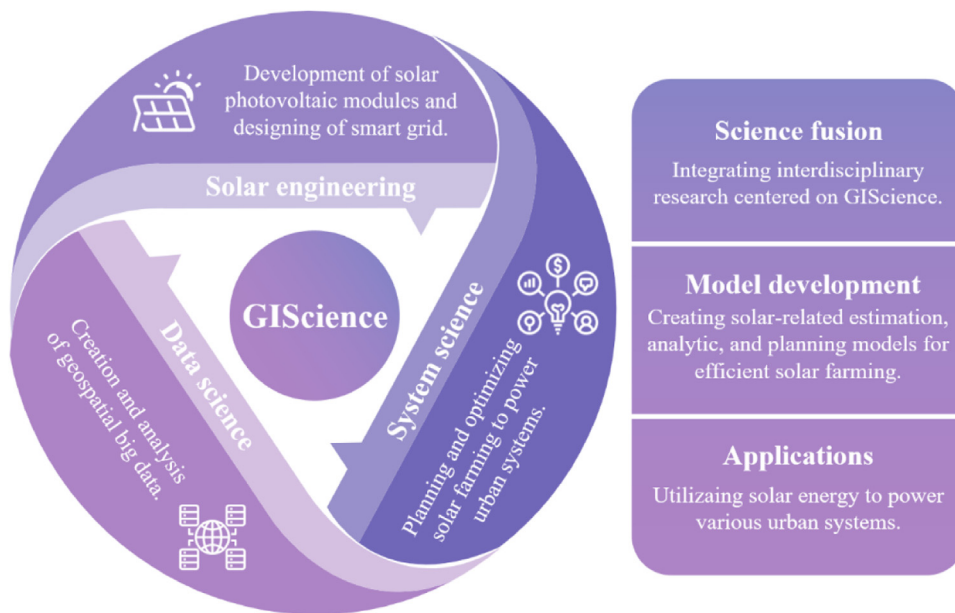 Development of solar
photovoltaic modules and
designing of smart grid.
Solar engineering
GIScience
System science
Planning and optimizing
solar farming to power
urban systems.
Data science
Creation and analysis
of geospatial big data.
Science fusion
Integrating interdisciplinary
research centered on GIScience.
Model development
Creating solar-related estimation,
analytic, and planning models for
efficient solar farming.
Applications
Utilizaing solar energy to power
various urban systems.